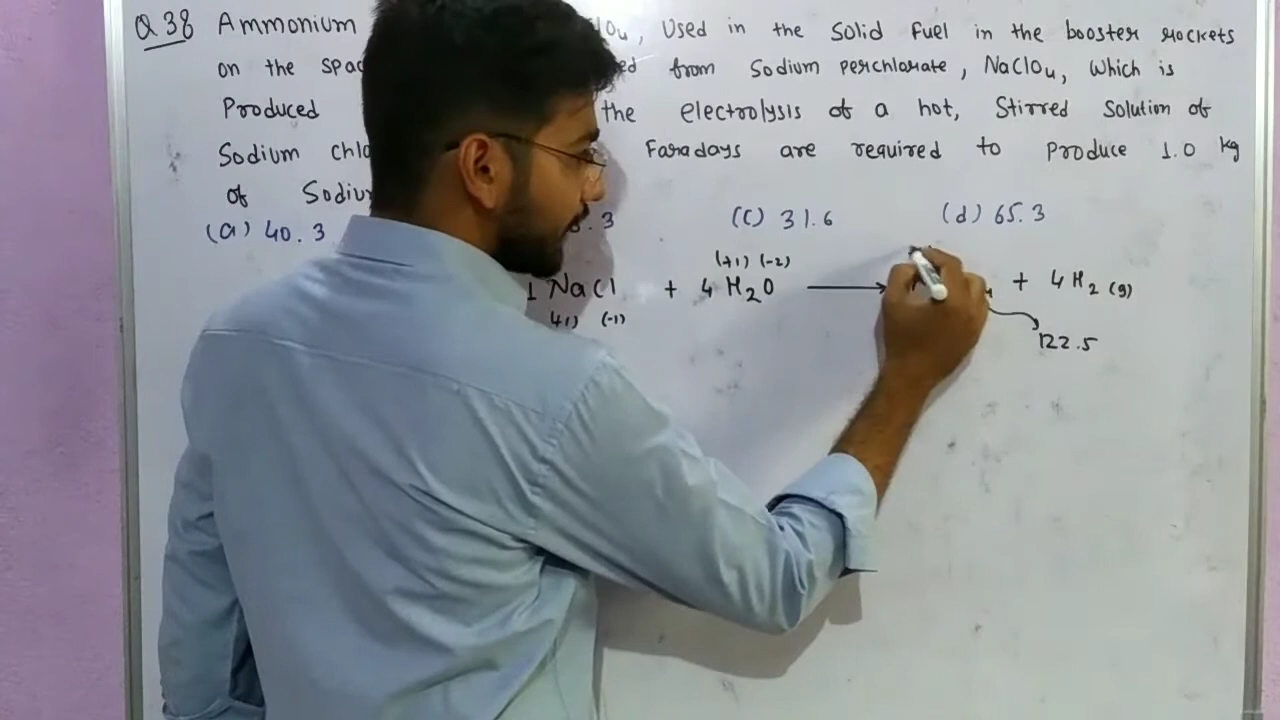 Q 38 Ammonium ClO4, Used in the Solid Fuel in the booster rockets
on the spac ed from Sodium perchlorate, NaClO4, Which is
Produced the electrolysis of a hot, Stirred Solution of
Sodium chlo Faradays are required to Produce 1.0 kg
of Sodiu
(a) 40.3 .3 (C) 31.6 (d) 65.3
(+1) (-2)
1 NaCl + 4 H2O → + 4 H2 (g)
(+1) (-1)
122.5